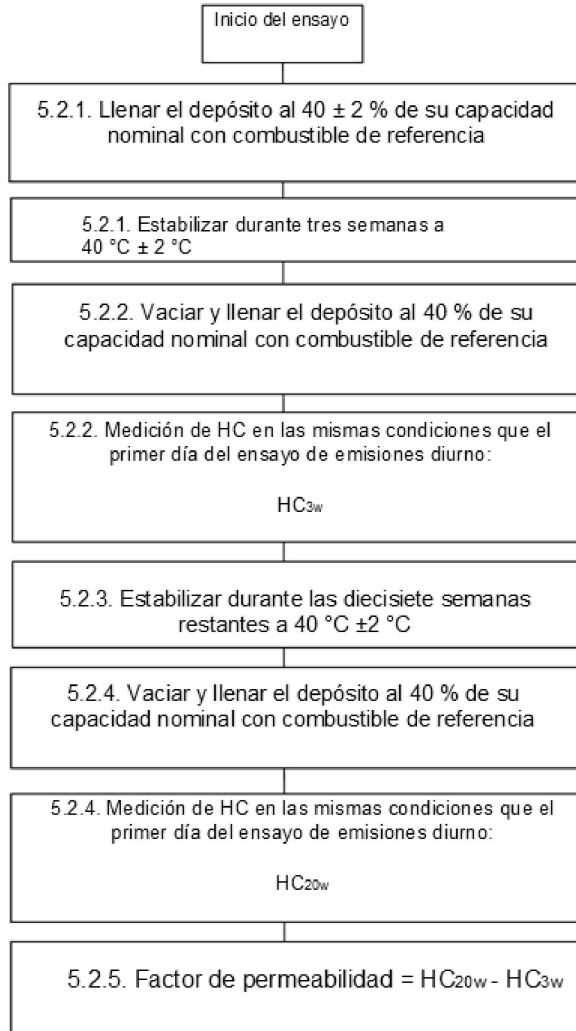 Inicio del ensayo
5.2.1. Llenar el depósito al 40 ± 2 % de su capacidad
nominal con combustible de referencia
5.2.1. Estabilizar durante tres semanas a
40 °C ± 2 °C
5.2.2. Vaciar y llenar el depósito al 40 % de su
capacidad nominal con combustible de referencia
5.2.2. Medición de HC en las mismas condiciones que el
primer día del ensayo de emisiones diurno:
HC3w
5.2.3. Estabilizar durante las diecisiete semanas
restantes a 40 °C ±2 °C
5.2.4. Vaciar y llenar el depósito al 40 % de su
capacidad nominal con combustible de referencia
5.2.4. Medición de HC en las mismas condiciones que el
primer día del ensayo de emisiones diurno:
HC20w
5.2.5. Factor de permeabilidad = HC20w - HC3w